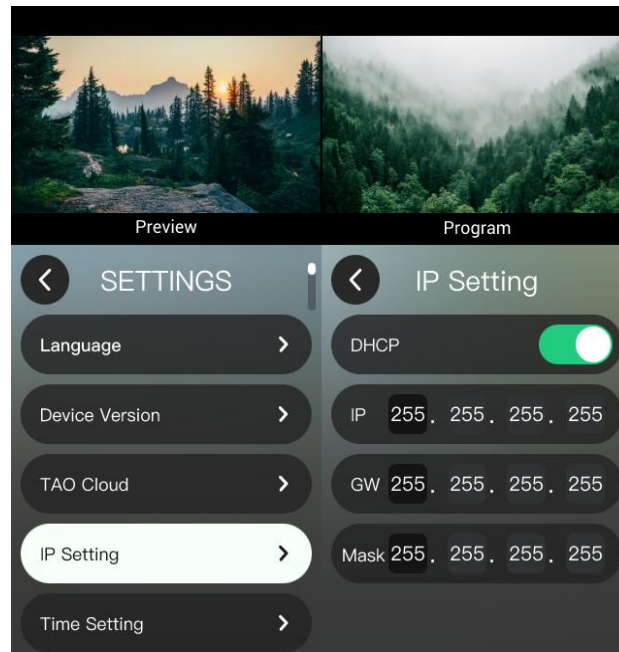 Preview
Program
SETTINGS
Language
Device Version
TAO Cloud
IP Setting
Time Setting
IP Setting
DHCP
IP 255. 255. 255. 255
GW 255. 255. 255. 255
Mask 255. 255. 255. 255